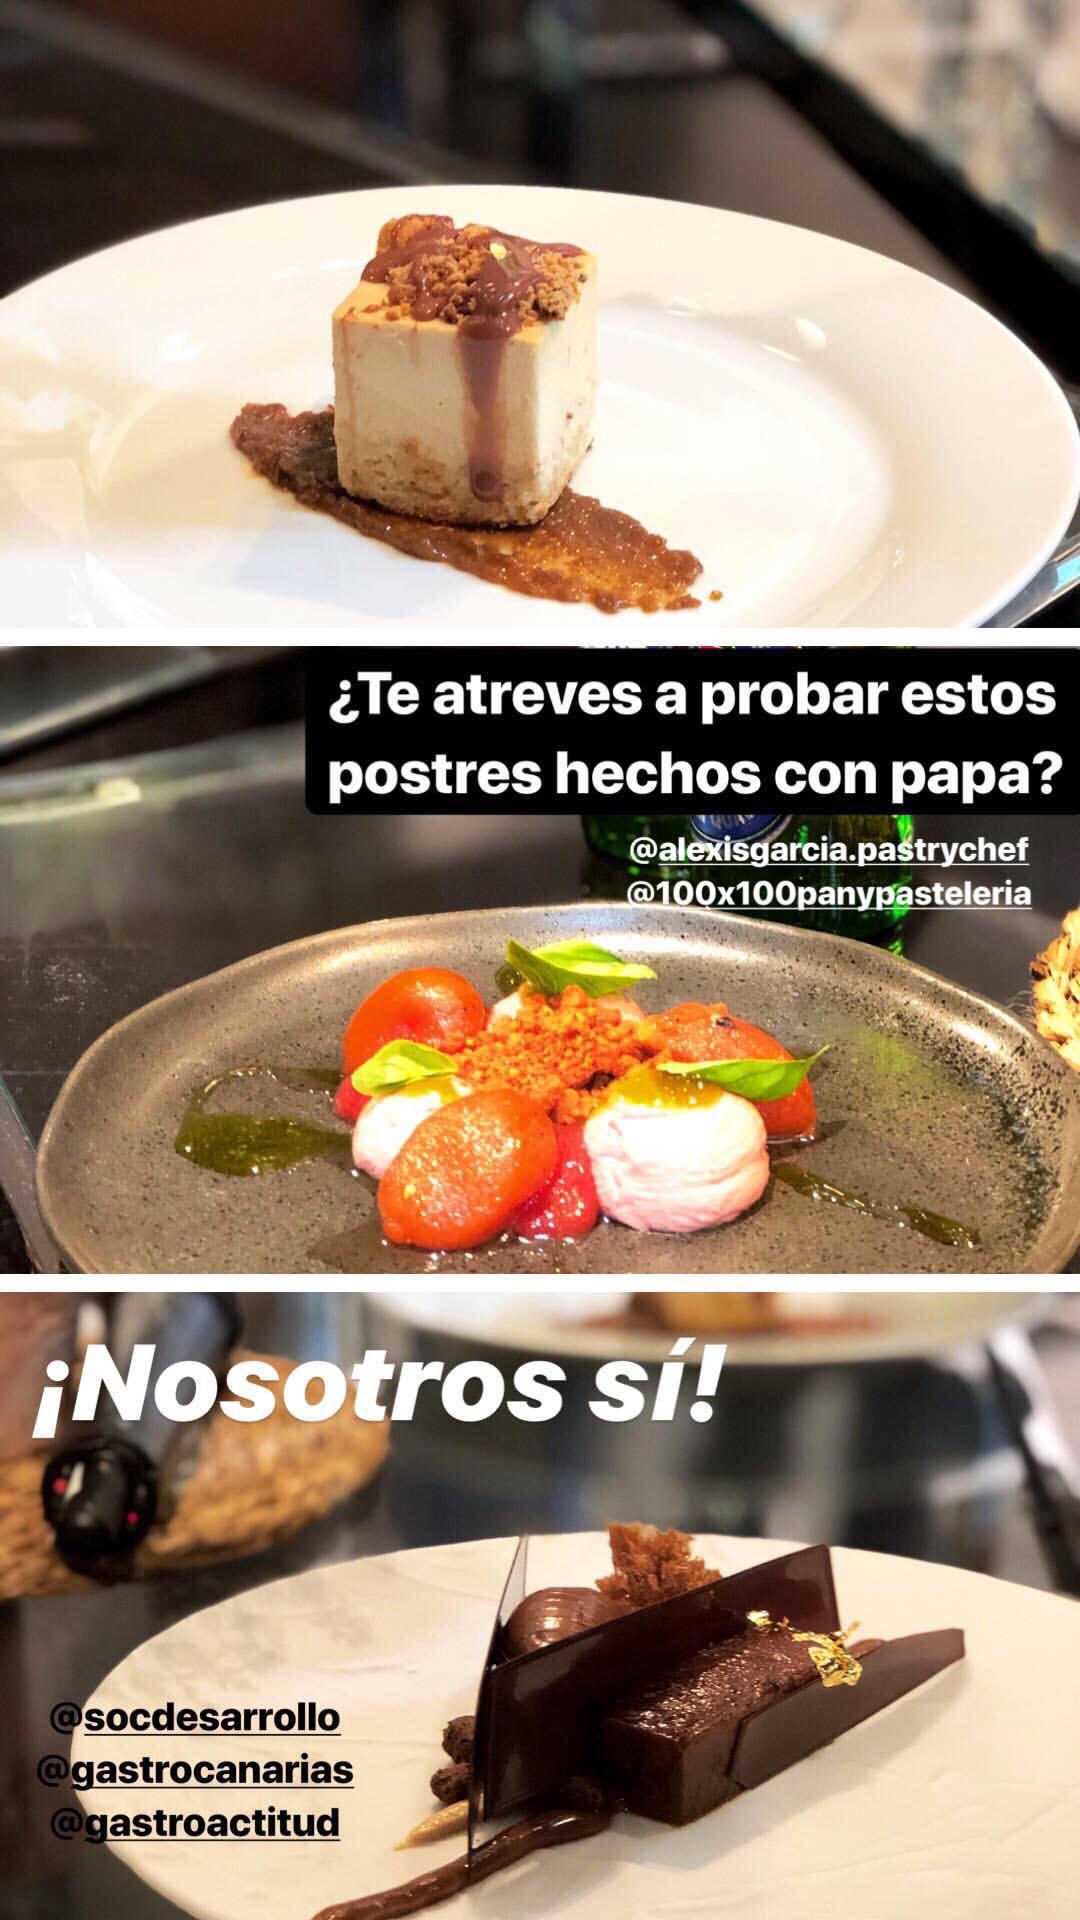 ¿Te atreves a probar estos
postres hechos con papa?
@alexisgarcia.pastrychef
@100x100panypasteleria
¡Nosotros sí!
@socdesarrollo
@gastrocanarias
@gastroactitud